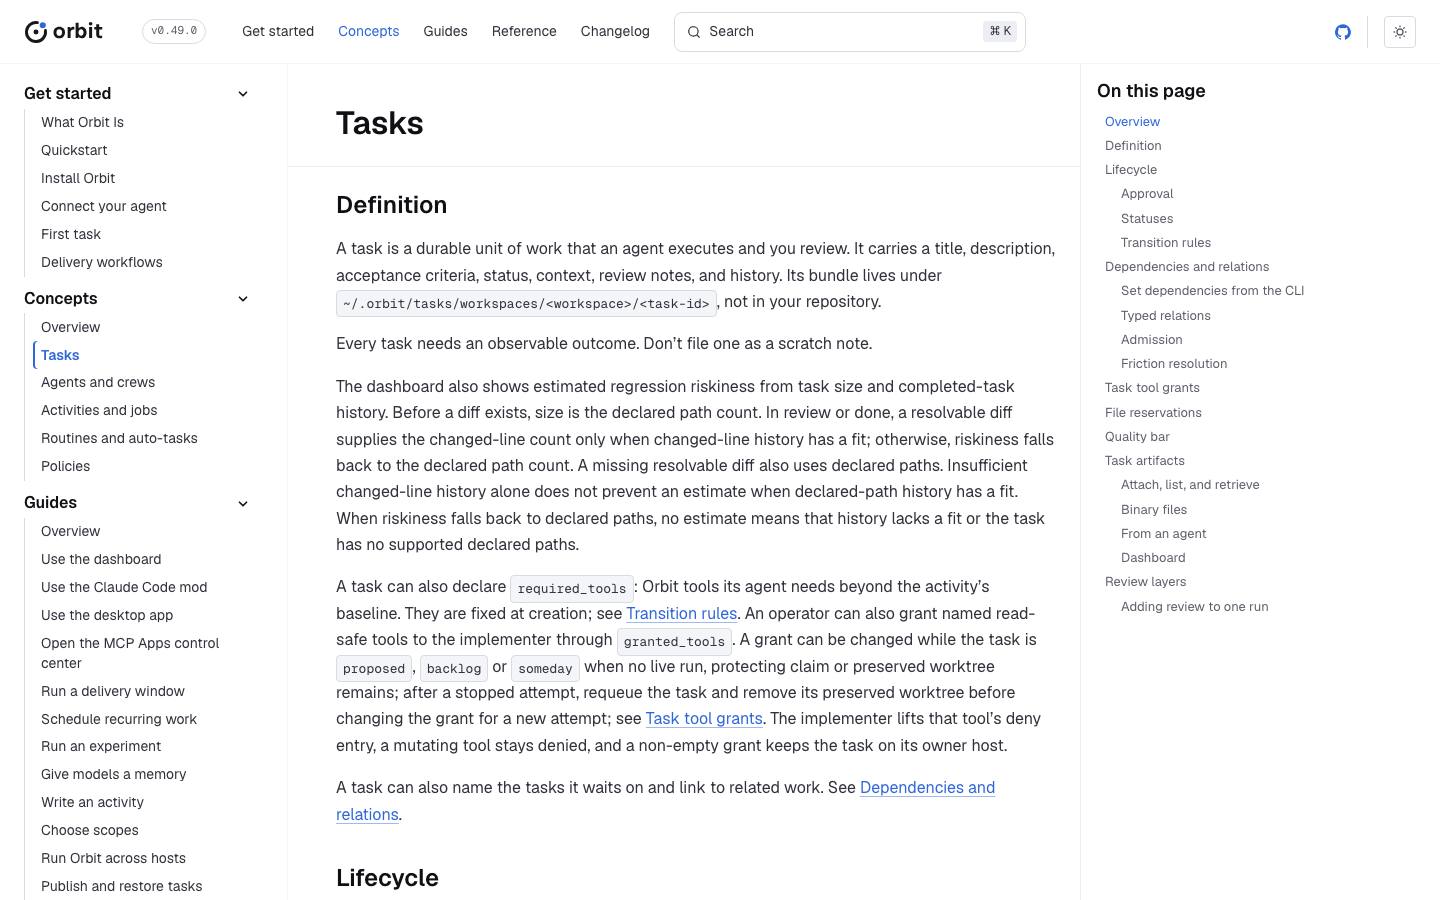 orbit
v0.49.0
Get started
Concepts
Guides
Reference
Changelog
Search
⌘ K
Get started
What Orbit Is
Quickstart
Install Orbit
Connect your agent
First task
Delivery workflows
Concepts
Overview
Tasks
Agents and crews
Activities and jobs
Routines and auto-tasks
Policies
Guides
Overview
Use the dashboard
Use the Claude Code mod
Use the desktop app
Open the MCP Apps control
center
Run a delivery window
Schedule recurring work
Run an experiment
Give models a memory
Write an activity
Choose scopes
Run Orbit across hosts
Publish and restore tasks
Tasks
Definition
A task is a durable unit of work that an agent executes and you review. It carries a title, description,
acceptance criteria, status, context, review notes, and history. Its bundle lives under
~/.orbit/tasks/workspaces/<workspace>/<task-id>, not in your repository.
Every task needs an observable outcome. Don’t file one as a scratch note.
The dashboard also shows estimated regression riskiness from task size and completed-task
history. Before a diff exists, size is the declared path count. In review or done, a resolvable diff
supplies the changed-line count only when changed-line history has a fit; otherwise, riskiness falls
back to the declared path count. A missing resolvable diff also uses declared paths. Insufficient
changed-line history alone does not prevent an estimate when declared-path history has a fit.
When riskiness falls back to declared paths, no estimate means that history lacks a fit or the task
has no supported declared paths.
A task can also declare required_tools: Orbit tools its agent needs beyond the activity’s
baseline. They are fixed at creation; see Transition rules. An operator can also grant named read-
safe tools to the implementer through granted_tools. A grant can be changed while the task is
proposed, backlog or someday when no live run, protecting claim or preserved worktree
remains; after a stopped attempt, requeue the task and remove its preserved worktree before
changing the grant for a new attempt; see Task tool grants. The implementer lifts that tool’s deny
entry, a mutating tool stays denied, and a non-empty grant keeps the task on its owner host.
A task can also name the tasks it waits on and link to related work. See Dependencies and
relations.
Lifecycle
On this page
Overview
Definition
Lifecycle
Approval
Statuses
Transition rules
Dependencies and relations
Set dependencies from the CLI
Typed relations
Admission
Friction resolution
Task tool grants
File reservations
Quality bar
Task artifacts
Attach, list, and retrieve
Binary files
From an agent
Dashboard
Review layers
Adding review to one run